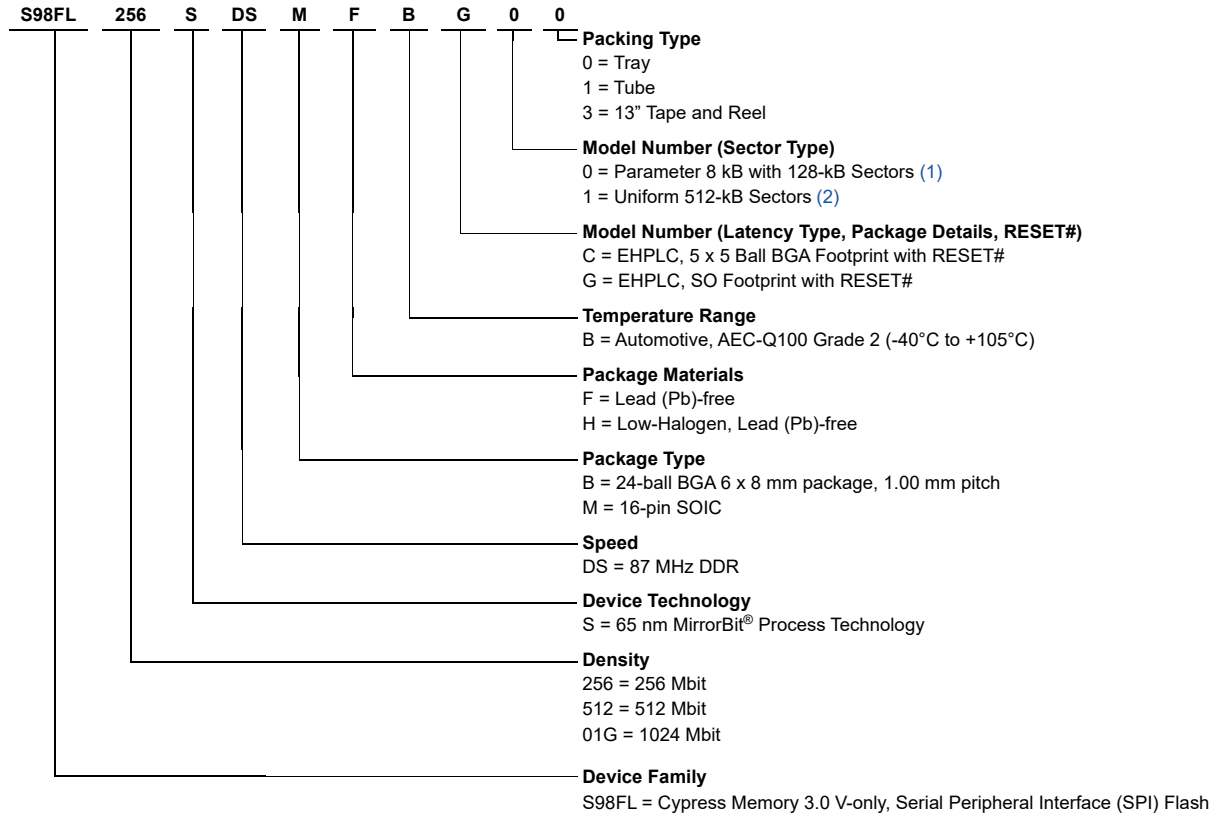 S98FL 256 S DS M F B G 0 0
Packing Type
0 = Tray
1 = Tube
3 = 13” Tape and Reel
Model Number (Sector Type)
0 = Parameter 8 kB with 128-kB Sectors (1)
1 = Uniform 512-kB Sectors (2)
Model Number (Latency Type, Package Details, RESET#)
C = EHPLC, 5 x 5 Ball BGA Footprint with RESET#
G = EHPLC, SO Footprint with RESET#
Temperature Range
B = Automotive, AEC-Q100 Grade 2 (-40°C to +105°C)
Package Materials
F = Lead (Pb)-free
H = Low-Halogen, Lead (Pb)-free
Package Type
B = 24-ball BGA 6 x 8 mm package, 1.00 mm pitch
M = 16-pin SOIC
Speed
DS = 87 MHz DDR
Device Technology
S = 65 nm MirrorBit® Process Technology
Density
256 = 256 Mbit
512 = 512 Mbit
01G = 1024 Mbit
Device Family
S98FL = Cypress Memory 3.0 V-only, Serial Peripheral Interface (SPI) Flash